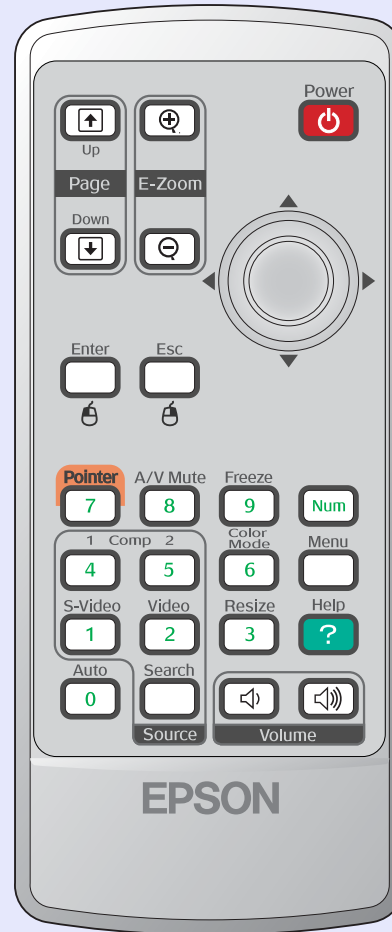 Power
Up
Page E-Zoom
Down
Enter Esc
Pointer A/V Mute Freeze
7 8 9 Num
1 Comp 2 Color Mode Menu
4 5 6
S-Video Video Resize Help
1 2 3 ?
Auto Search
0
Source Volume
EPSON